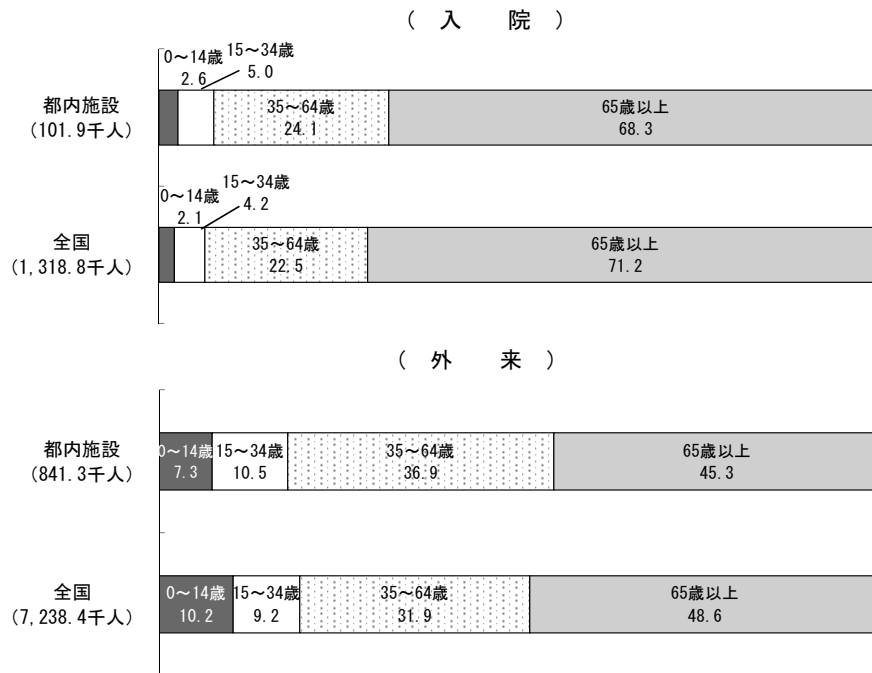 （　入　　院　）
0～14歳 15～34歳
2.6 5.0
都内施設 35～64歳 65歳以上
(101.9千人) 24.1 68.3
0～14歳 15～34歳
2.1 4.2
全国 35～64歳 65歳以上
(1,318.8千人) 22.5 71.2
（　外　　来　）
都内施設 0～14歳 15～34歳 35～64歳 65歳以上
(841.3千人) 7.3 10.5 36.9 45.3
全国 0～14歳 15～34歳 35～64歳 65歳以上
(7,238.4千人) 10.2 9.2 31.9 48.6